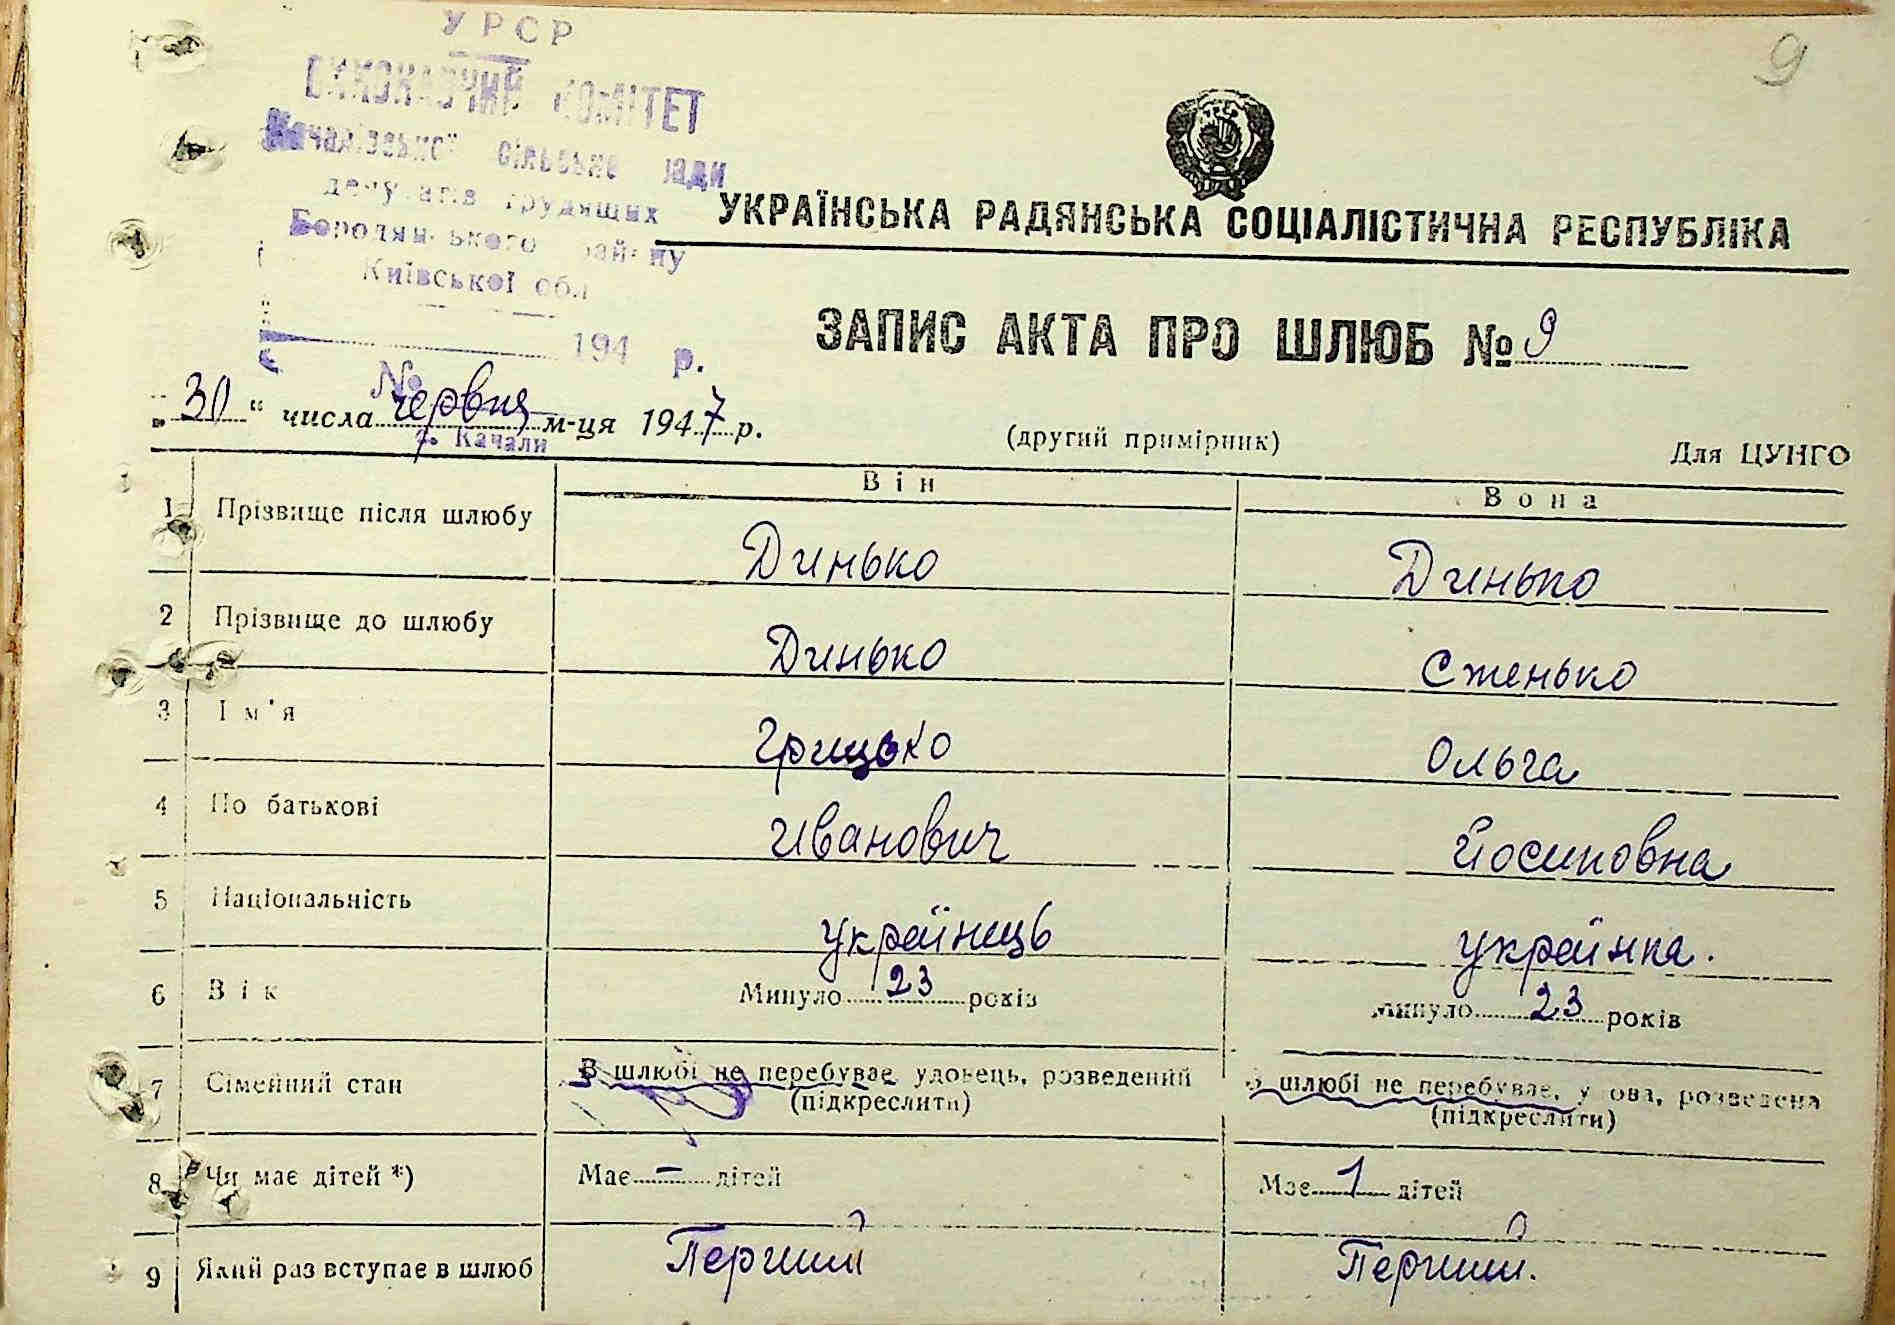 9
УРСР
ВИКОНАВЧИЙ КОМІТЕТ
Качалівської сільської ради
депутатів трудящих
Бородянського району
Київської обл
194 р.
№
с. Качали
УКРАЇНСЬКА РАДЯНСЬКА СОЦІАЛІСТИЧНА РЕСПУБЛІКА
ЗАПИС АКТА ПРО ШЛЮБ № 9
„30" числа червня м-ця 1947 р.
(другий примірник)
Для ЦУНГО
Він Вона
1 Прізвище після шлюбу Динько Динько
2 Прізвище до шлюбу Динько Стенько
3 Ім'я Грицько Ольга
4 По батькові Иванович Йосиповна
5 Національність українець українка.
6 Вік Минуло 23 років Минуло 23 років
7 Сімейний стан В шлюбі не перебуває, удовець, розведений В шлюбі не перебуває, удова, розведена
(підкреслити) (підкреслити)
8 Чи має дітей *) Має – дітей Має 1 дітей
9 Який раз вступає в шлюб Перший Перший.